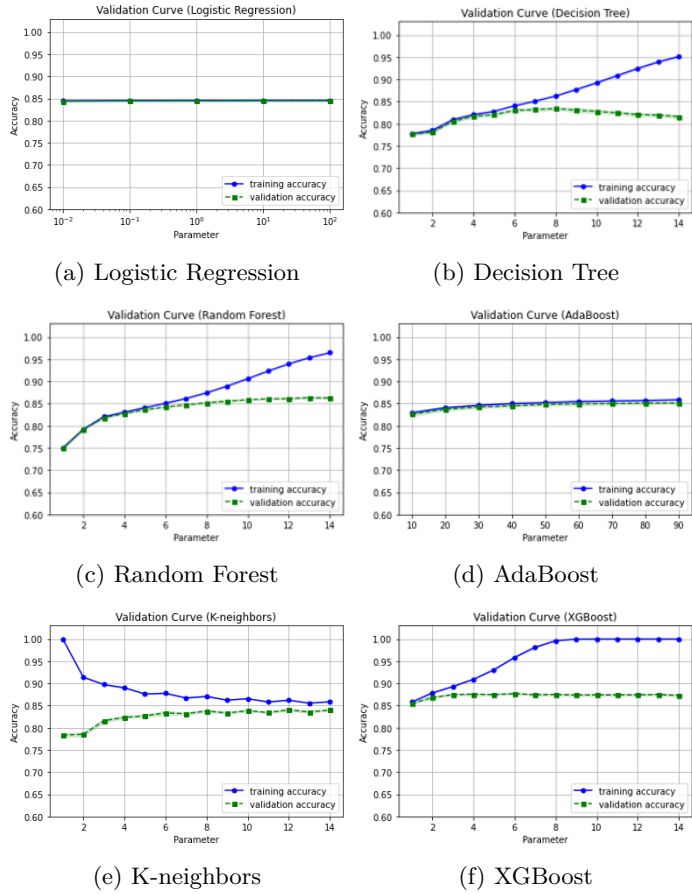 Validation Curve (Logistic Regression)
1.00
0.95
0.90
0.85
0.80
0.75
0.70
0.65
0.60
Accuracy
training accuracy
validation accuracy
10⁻² 10⁻¹ 10⁰ 10¹ 10²
Parameter
(a) Logistic Regression
Validation Curve (Decision Tree)
1.00
0.95
0.90
0.85
0.80
0.75
0.70
0.65
0.60
Accuracy
training accuracy
validation accuracy
2 4 6 8 10 12 14
Parameter
(b) Decision Tree
Validation Curve (Random Forest)
1.00
0.95
0.90
0.85
0.80
0.75
0.70
0.65
0.60
Accuracy
training accuracy
validation accuracy
2 4 6 8 10 12 14
Parameter
(c) Random Forest
Validation Curve (AdaBoost)
1.00
0.95
0.90
0.85
0.80
0.75
0.70
0.65
0.60
Accuracy
training accuracy
validation accuracy
10 20 30 40 50 60 70 80 90
Parameter
(d) AdaBoost
Validation Curve (K-neighbors)
1.00
0.95
0.90
0.85
0.80
0.75
0.70
0.65
0.60
Accuracy
training accuracy
validation accuracy
2 4 6 8 10 12 14
Parameter
(e) K-neighbors
Validation Curve (XGBoost)
1.00
0.95
0.90
0.85
0.80
0.75
0.70
0.65
0.60
Accuracy
training accuracy
validation accuracy
2 4 6 8 10 12 14
Parameter
(f) XGBoost